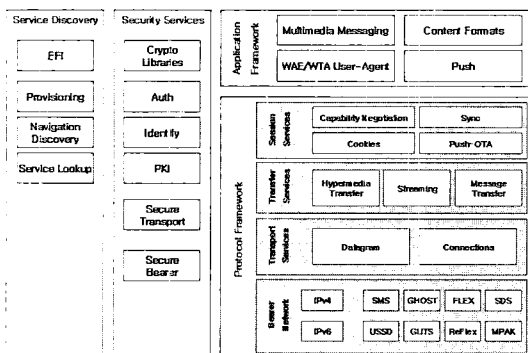 Service Discovery
EFI
Provisioning
Navigation
Discovery
Service Lookup
Security Services
Crypto
Libraries
Auth
Identify
PKI
Secure
Transport
Secure
Bearer
Application
Framework
Multimedia Messaging
Content Formats
WAE/WTA User-Agent
Push
Protocol Framework
Session
Services
Capability Negotiation
Sync
Cookies
Push-OTA
Transfer
Services
Hypermedia
Transfer
Streaming
Message
Transfer
Transport
Services
Datagram
Connections
Bearer
Network
IPv4
SMS
GHOST
FLEX
SDS
IPv6
USSD
GUTS
ReFlex
MPAK